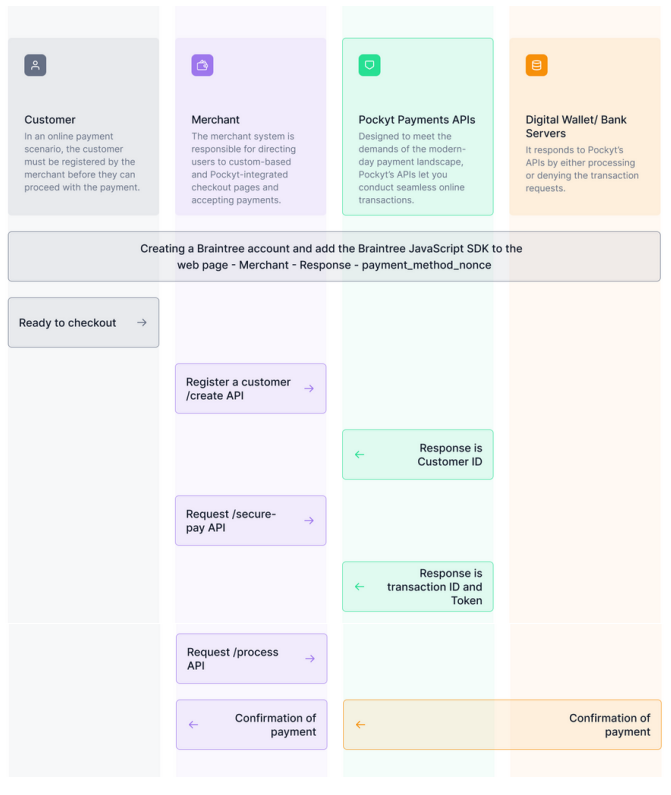 Customer
In an online payment
scenario, the customer
must be registered by the
merchant before they can
proceed with the payment.
Merchant
The merchant system is
responsible for directing
users to custom-based
and Pockyt-integrated
checkout pages and
accepting payments.
Pockyt Payments APIs
Designed to meet the
demands of the modern-
day payment landscape,
Pockyt's APIs let you
conduct seamless online
transactions.
Digital Wallet/ Bank
Servers
It responds to Pockyt's
APIs by either processing
or denying the transaction
requests.
Creating a Braintree account and add the Braintree JavaScript SDK to the
web page - Merchant - Response - payment_method_nonce
Ready to checkout
Register a customer
/create API
Response is
Customer ID
Request /secure-
pay API
Response is
transaction ID and
Token
Request /process
API
Confirmation of
payment
Confirmation of
payment